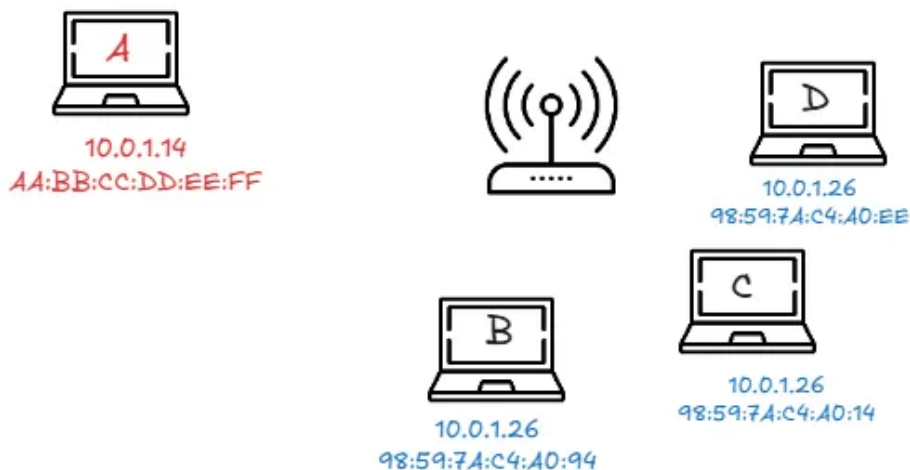 A
10.0.1.14
AA:BB:CC:DD:EE:FF
D
10.0.1.26
98:59:7A:C4:A0:EE
C
10.0.1.26
98:59:7A:C4:A0:14
B
10.0.1.26
98:59:7A:C4:A0:94